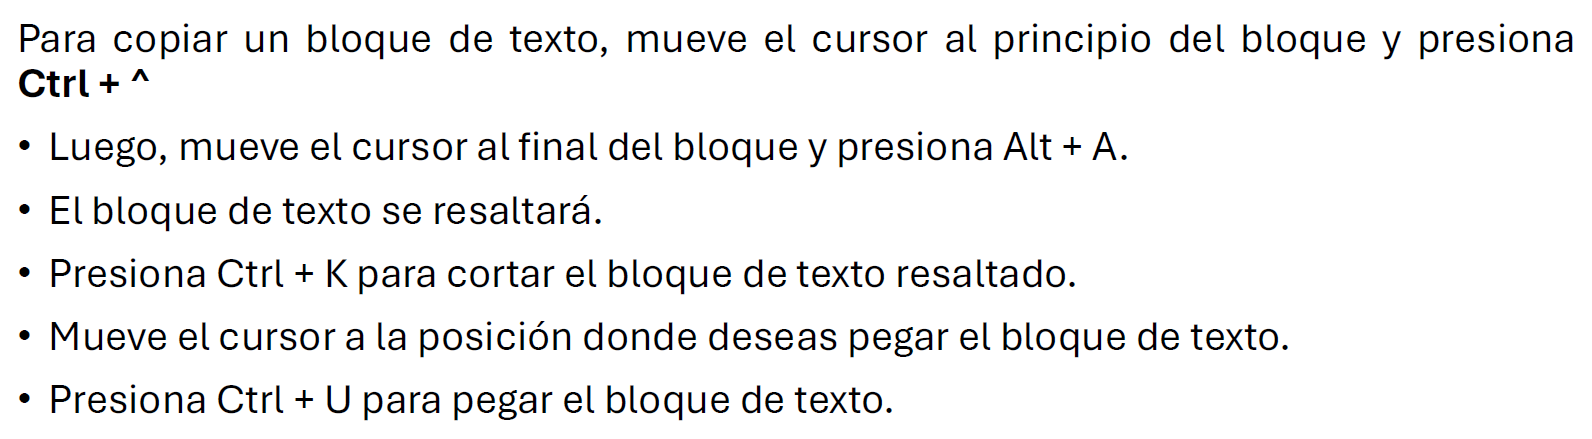 Para copiar un bloque de texto, mueve el cursor al principio del bloque y presiona
Ctrl + ^
• Luego, mueve el cursor al final del bloque y presiona Alt + A.
• El bloque de texto se resaltará.
• Presiona Ctrl + K para cortar el bloque de texto resaltado.
• Mueve el cursor a la posición donde deseas pegar el bloque de texto.
• Presiona Ctrl + U para pegar el bloque de texto.